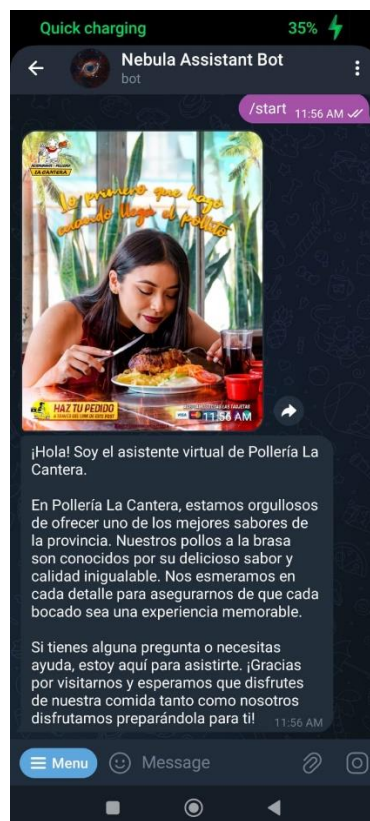 Quick charging 35%
Nebula Assistant Bot
bot
/start 11:56 AM
LA CANTERA
Lo primero que hago
cuando llega el pollito
HAZ TU PEDIDO
VISA
11:56 AM
¡Hola! Soy el asistente virtual de Pollería La
Cantera.
En Pollería La Cantera, estamos orgullosos
de ofrecer uno de los mejores sabores de
la provincia. Nuestros pollos a la brasa
son conocidos por su delicioso sabor y
calidad inigualable. Nos esmeramos en
cada detalle para asegurarnos de que cada
bocado sea una experiencia memorable.
Si tienes alguna pregunta o necesitas
ayuda, estoy aquí para asistirte. ¡Gracias
por visitarnos y esperamos que disfrutes
de nuestra comida tanto como nosotros
disfrutamos preparándola para ti! 11:56 AM
Menu
Message